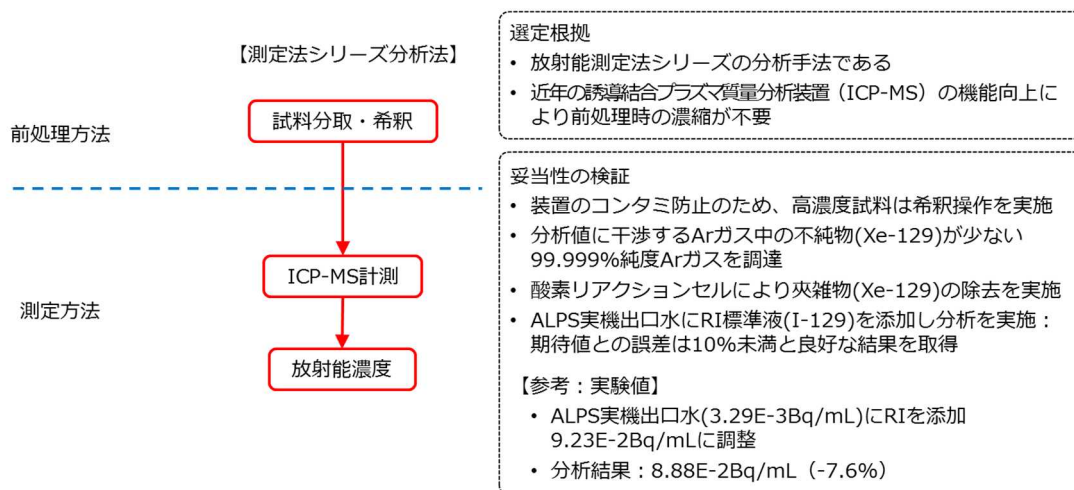 【測定法シリーズ分析法】
前処理方法
試料分取・希釈
測定方法
ICP-MS計測
放射能濃度
選定根拠
• 放射能測定法シリーズの分析手法である
• 近年の誘導結合プラズマ質量分析装置（ICP-MS）の機能向上に
より前処理時の濃縮が不要
妥当性の検証
• 装置のコンタミ防止のため、高濃度試料は希釈操作を実施
• 分析値に干渉するArガス中の不純物(Xe-129)が少ない
99.999%純度Arガスを調達
• 酸素リアクションセルにより夾雑物(Xe-129)の除去を実施
• ALPS実機出口水にRI標準液(I-129)を添加し分析を実施：
期待値との誤差は10%未満と良好な結果を取得
【参考：実験値】
• ALPS実機出口水(3.29E-3Bq/mL)にRIを添加
9.23E-2Bq/mLに調整
• 分析結果：8.88E-2Bq/mL（-7.6%）